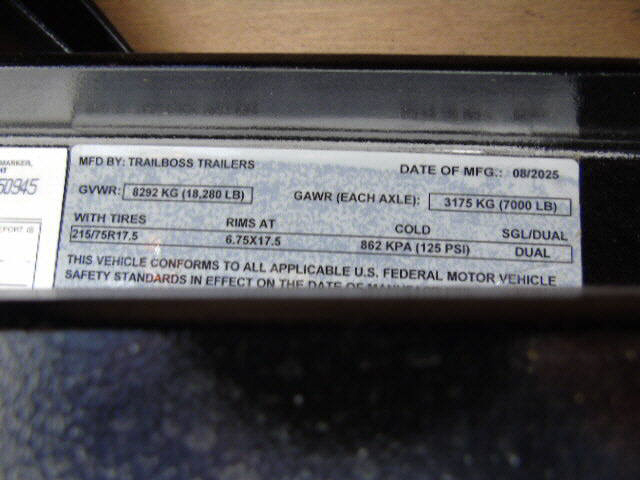 MARKER,
50945
EPORT IS
MFD BY: TRAILBOSS TRAILERS DATE OF MFG.: 08/2025
GVWR: 8292 KG (18,280 LB) GAWR (EACH AXLE): 3175 KG (7000 LB)
WITH TIRES RIMS AT COLD SGL/DUAL
215/75R17.5 6.75X17.5 862 KPA (125 PSI) DUAL
THIS VEHICLE CONFORMS TO ALL APPLICABLE U.S. FEDERAL MOTOR VEHICLE
SAFETY STANDARDS IN EFFECT ON THE DATE OF